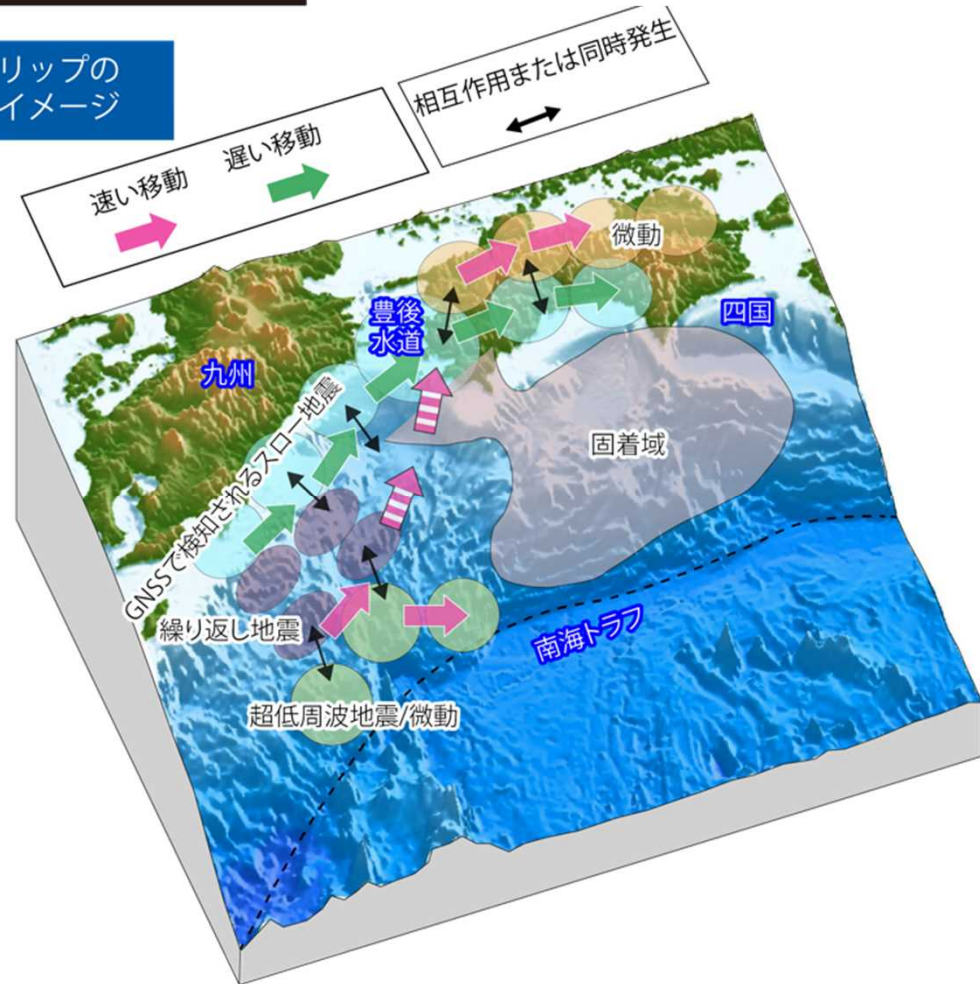 リップの
イメージ
速い移動
遅い移動
相互作用または同時発生
微動
豊後
水道
四国
九州
GNSSで検知されるスロー地震
固着域
繰り返し地震
南海トラフ
超低周波地震/微動